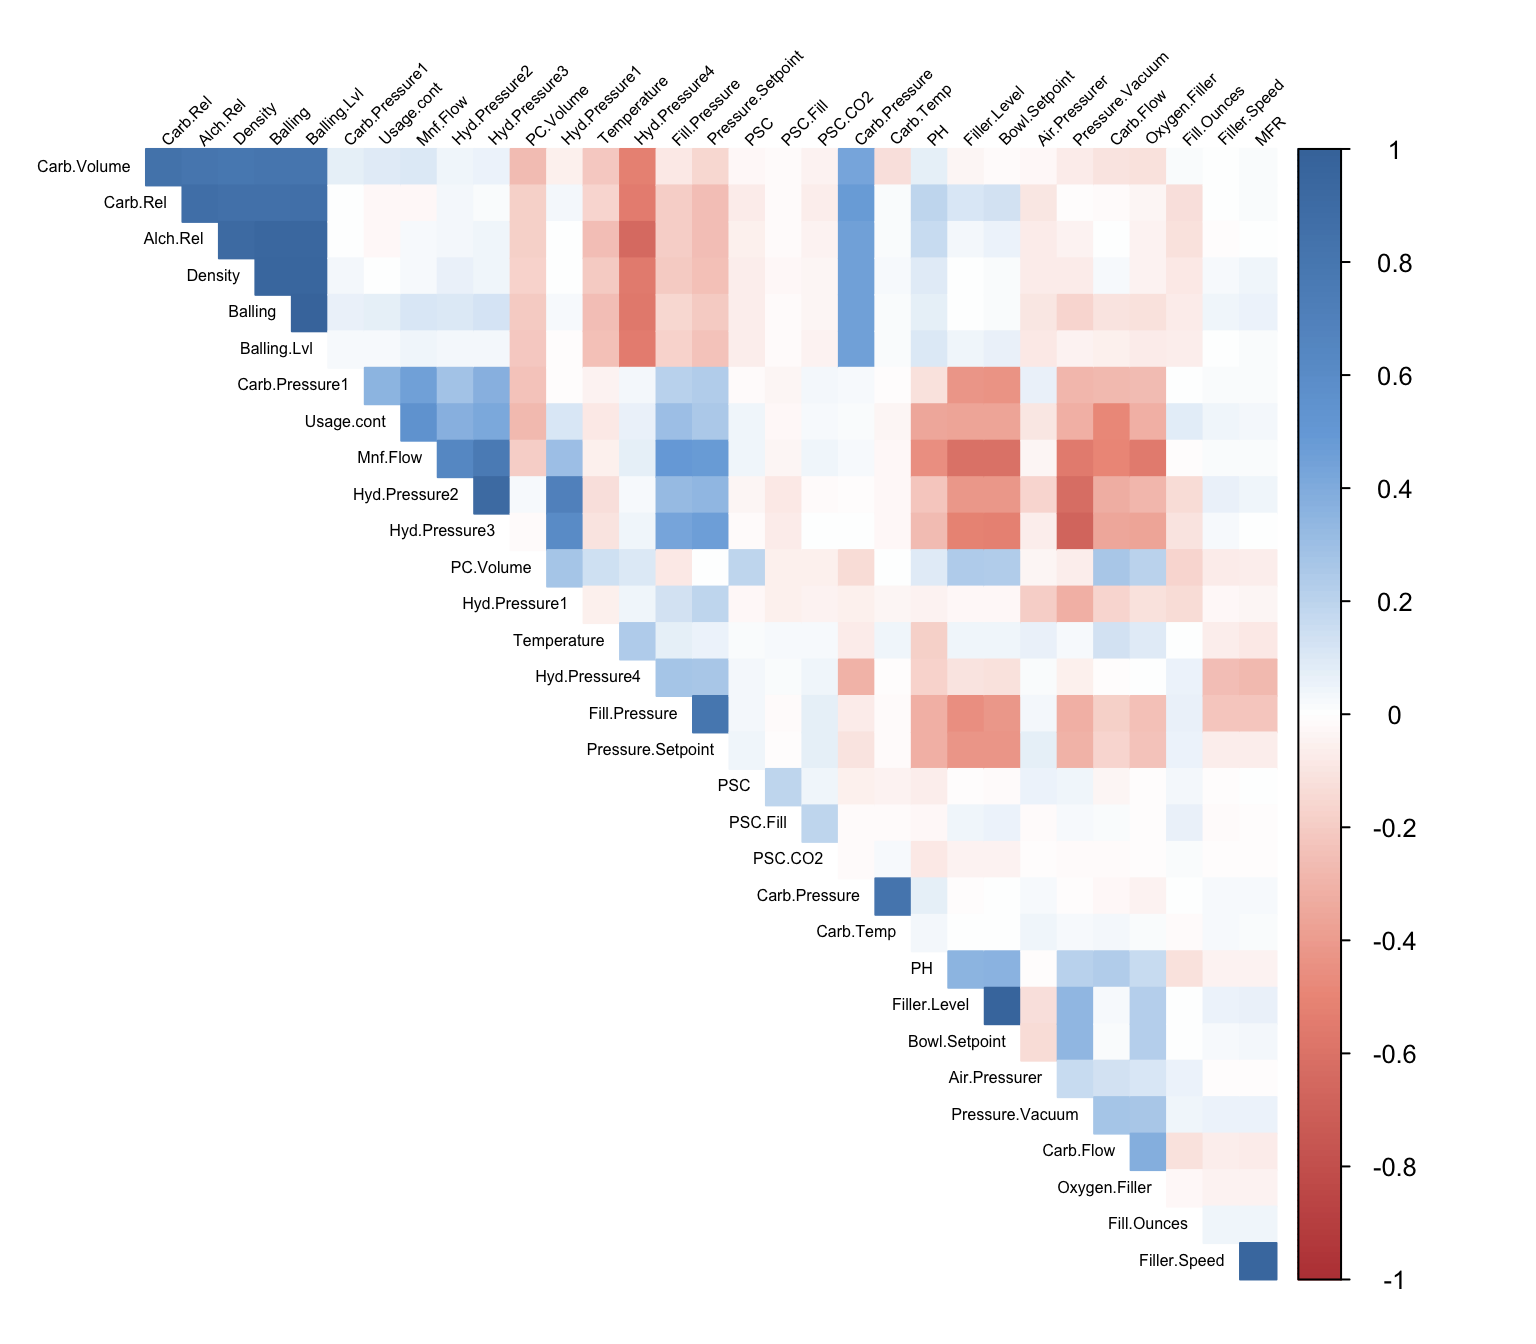 Carb.Rel
Alch.Rel
Density
Balling
Balling.Lvl
Carb.Pressure1
Usage.cont
Mnf.Flow
Hyd.Pressure2
Hyd.Pressure3
PC.Volume
Hyd.Pressure1
Temperature
Hyd.Pressure4
Fill.Pressure
Pressure.Setpoint
PSC
PSC.Fill
PSC.CO2
Carb.Pressure
Carb.Temp
PH
Filler.Level
Bowl.Setpoint
Air.Pressurer
Pressure.Vacuum
Carb.Flow
Oxygen.Filler
Fill.Ounces
Filler.Speed
MFR
Carb.Volume
Carb.Rel
Alch.Rel
Density
Balling
Balling.Lvl
Carb.Pressure1
Usage.cont
Mnf.Flow
Hyd.Pressure2
Hyd.Pressure3
PC.Volume
Hyd.Pressure1
Temperature
Hyd.Pressure4
Fill.Pressure
Pressure.Setpoint
PSC
PSC.Fill
PSC.CO2
Carb.Pressure
Carb.Temp
PH
Filler.Level
Bowl.Setpoint
Air.Pressurer
Pressure.Vacuum
Carb.Flow
Oxygen.Filler
Fill.Ounces
Filler.Speed
1
0.8
0.6
0.4
0.2
0
-0.2
-0.4
-0.6
-0.8
-1